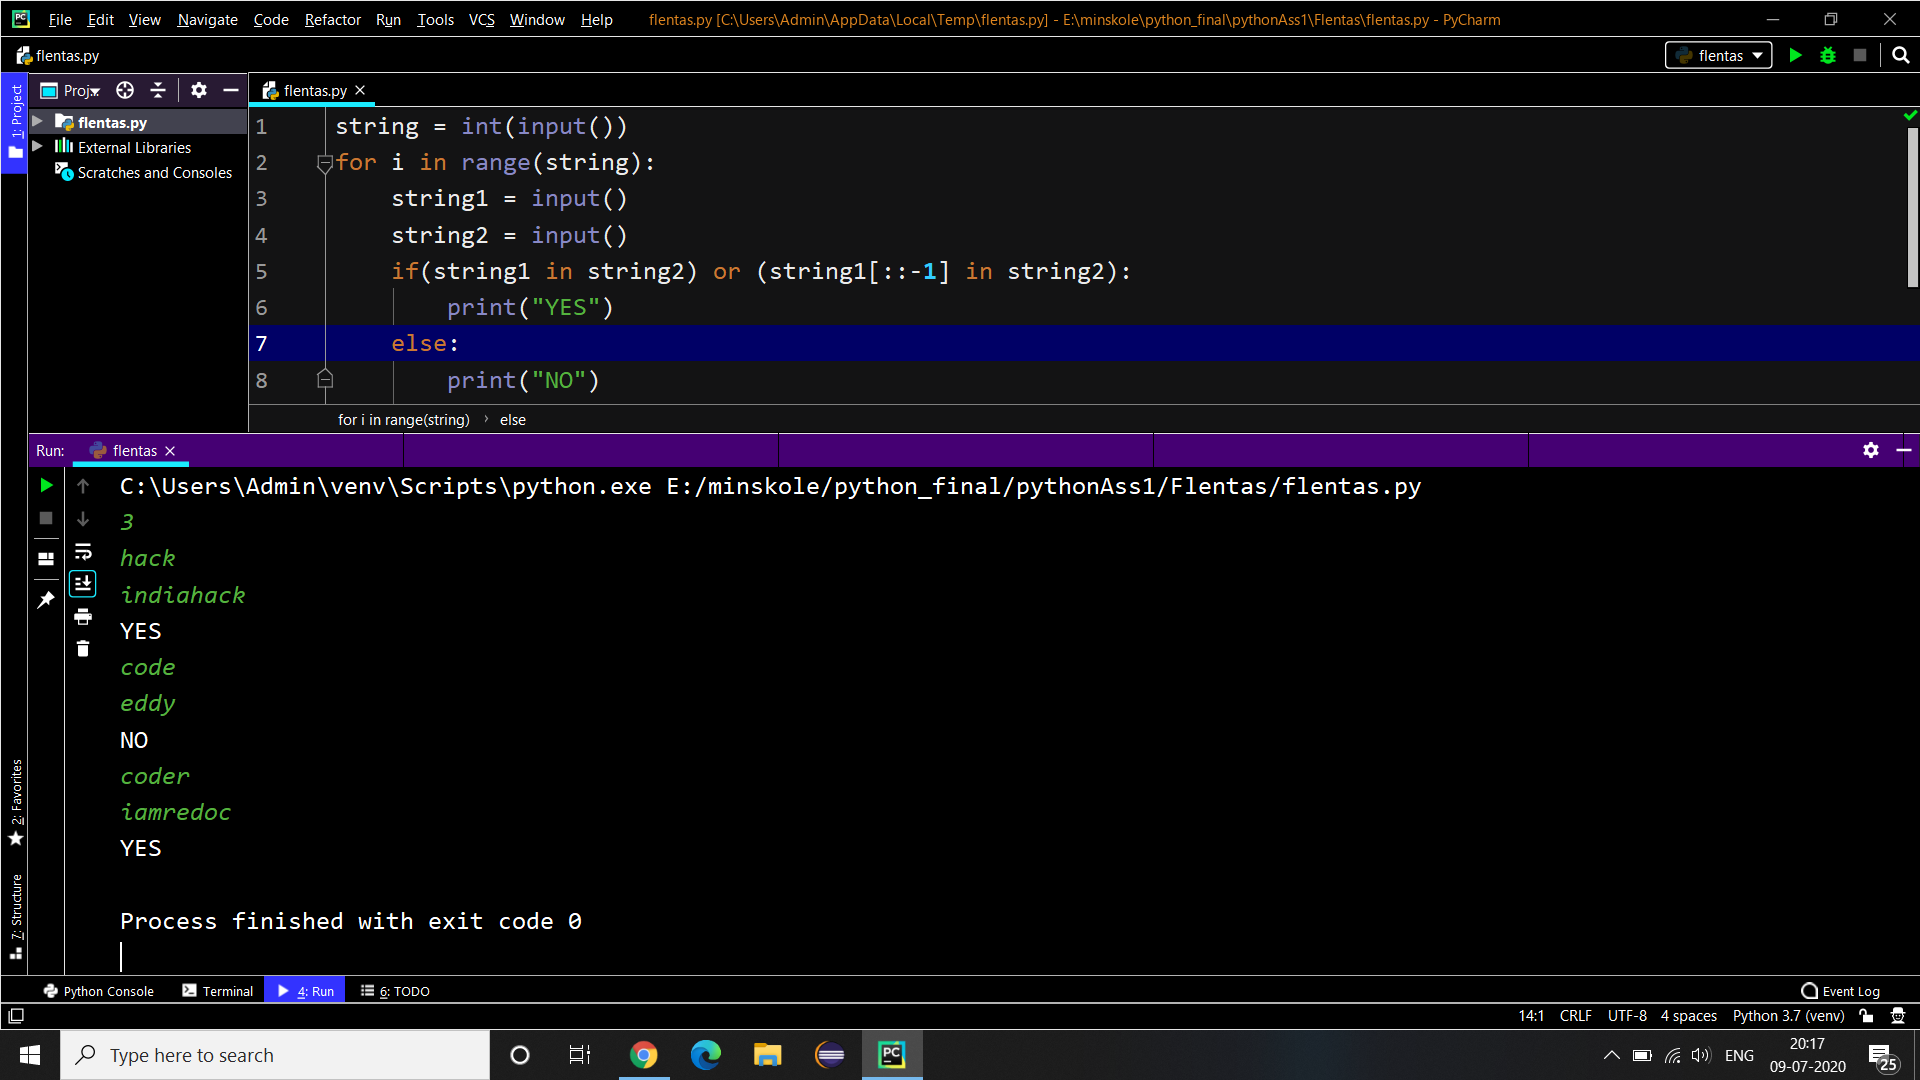 File Edit View Navigate Code Refactor Run Tools VCS Window Help flentas.py [C:\Users\Admin\AppData\Local\Temp\flentas.py] - E:\minskole\python_final\pythonAss1\Flentas\flentas.py - PyCharm
flentas.py flentas
1: Project
Proj
flentas.py
External Libraries
Scratches and Consoles
flentas.py
1 string = int(input())
2 for i in range(string):
3     string1 = input()
4     string2 = input()
5     if(string1 in string2) or (string1[::-1] in string2):
6         print("YES")
7     else:
8         print("NO")
for i in range(string) › else
Run: flentas
C:\Users\Admin\venv\Scripts\python.exe E:/minskole/python_final/pythonAss1/Flentas/flentas.py
3
hack
indiahack
YES
code
eddy
NO
coder
iamredoc
YES
Process finished with exit code 0
2: Favorites
7: Structure
Python Console Terminal 4: Run 6: TODO Event Log
14:1 CRLF UTF-8 4 spaces Python 3.7 (venv)
Type here to search
PC
ENG
20:17
09-07-2020
25